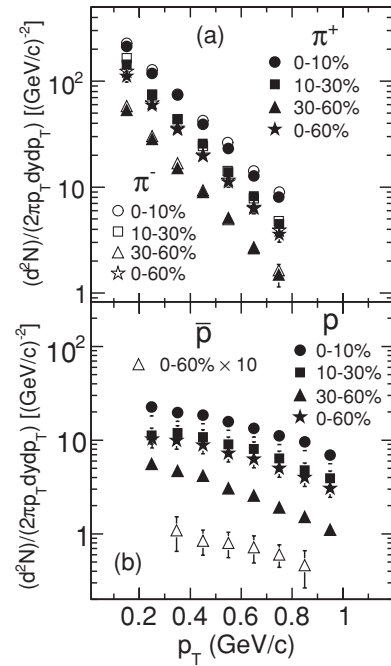 (d²N)/(2πp_T dydp_T) [(GeV/c)⁻²]
(a)
π⁺
10²
0-10%
10-30%
30-60%
0-60%
10
π⁻
0-10%
10-30%
30-60%
0-60%
1
(d²N)/(2πp_T dydp_T) [(GeV/c)⁻²]
p̄
p
10²
0-60% × 10
0-10%
10-30%
30-60%
0-60%
10
1
(b)
0.2 0.4 0.6 0.8 1
p_T (GeV/c)